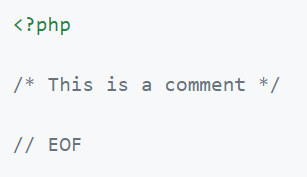 <?php
/* This is a comment */
// EOF